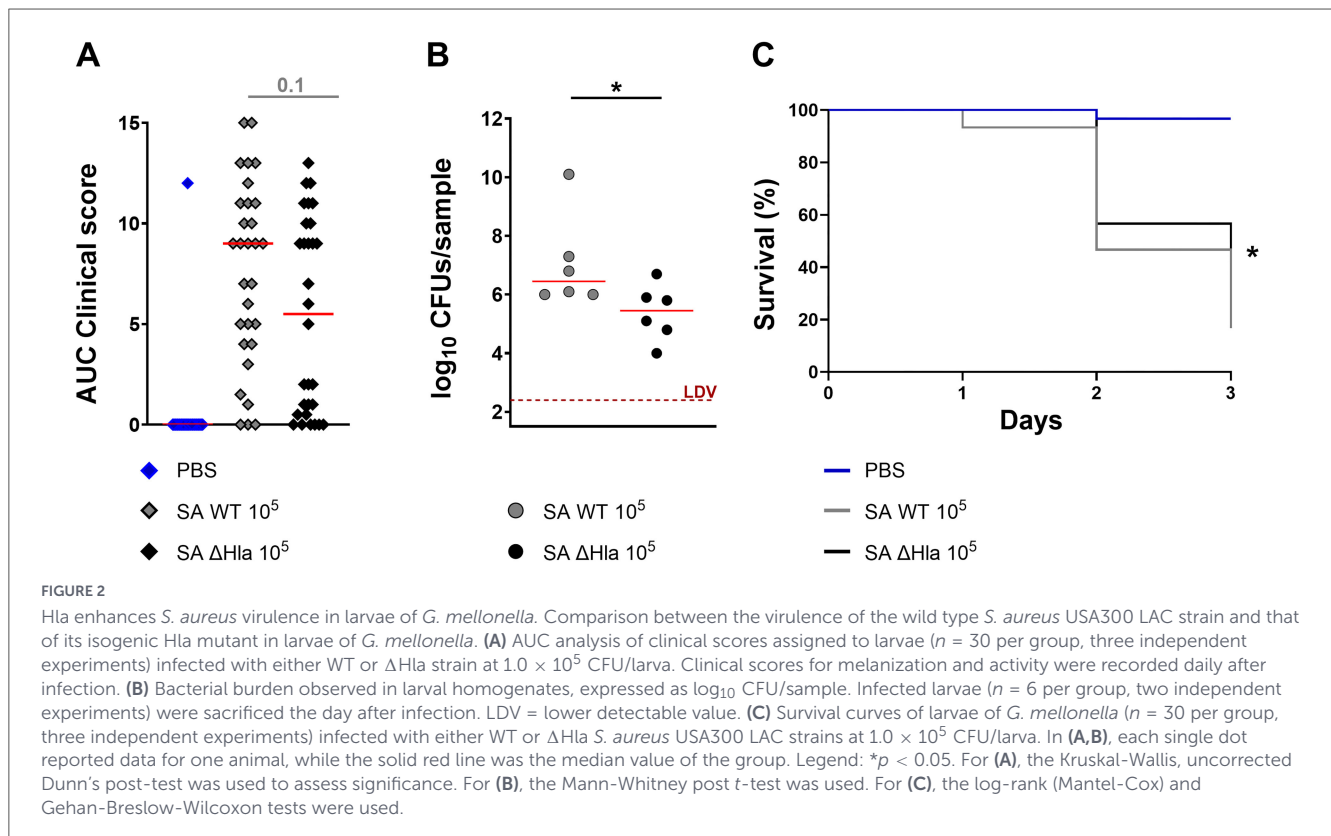 A
0.1
15
10
5
0
AUC Clinical score
PBS
SA WT 10⁵
SA ΔHla 10⁵
B
*
12
10
8
6
4
2
log₁₀ CFUs/sample
LDV
SA WT 10⁵
SA ΔHla 10⁵
C
100
80
60
40
20
0
Survival (%)
*
0 1 2 3
Days
PBS
SA WT 10⁵
SA ΔHla 10⁵
FIGURE 2
Hla enhances S. aureus virulence in larvae of G. mellonella. Comparison between the virulence of the wild type S. aureus USA300 LAC strain and that
of its isogenic Hla mutant in larvae of G. mellonella. (A) AUC analysis of clinical scores assigned to larvae (n = 30 per group, three independent
experiments) infected with either WT or ΔHla strain at 1.0 × 10⁵ CFU/larva. Clinical scores for melanization and activity were recorded daily after
infection. (B) Bacterial burden observed in larval homogenates, expressed as log₁₀ CFU/sample. Infected larvae (n = 6 per group, two independent
experiments) were sacrificed the day after infection. LDV = lower detectable value. (C) Survival curves of larvae of G. mellonella (n = 30 per group,
three independent experiments) infected with either WT or ΔHla S. aureus USA300 LAC strains at 1.0 × 10⁵ CFU/larva. In (A,B), each single dot
reported data for one animal, while the solid red line was the median value of the group. Legend: *p < 0.05. For (A), the Kruskal-Wallis, uncorrected
Dunn's post-test was used to assess significance. For (B), the Mann-Whitney post t-test was used. For (C), the log-rank (Mantel-Cox) and
Gehan-Breslow-Wilcoxon tests were used.